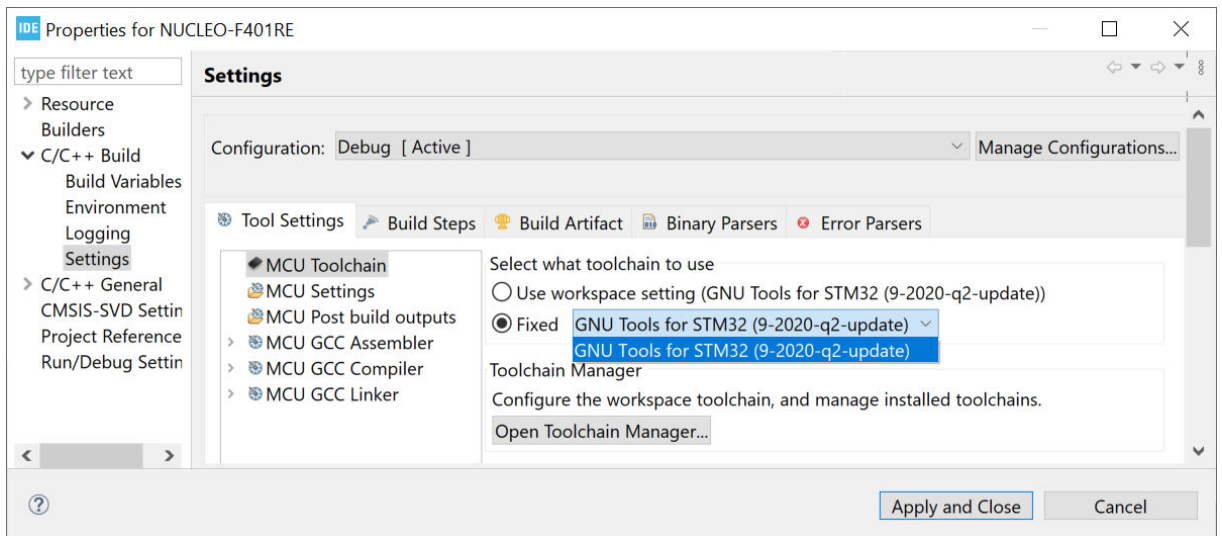 IDE Properties for NUCLEO-F401RE
type filter text
Settings
Resource
Builders
C/C++ Build
Build Variables
Environment
Logging
Settings
C/C++ General
CMSIS-SVD Settin
Project Reference
Run/Debug Settin
Configuration: Debug [ Active ] Manage Configurations...
Tool Settings Build Steps Build Artifact Binary Parsers Error Parsers
MCU Toolchain
MCU Settings
MCU Post build outputs
MCU GCC Assembler
MCU GCC Compiler
MCU GCC Linker
Select what toolchain to use
Use workspace setting (GNU Tools for STM32 (9-2020-q2-update))
Fixed GNU Tools for STM32 (9-2020-q2-update)
GNU Tools for STM32 (9-2020-q2-update)
Toolchain Manager
Configure the workspace toolchain, and manage installed toolchains.
Open Toolchain Manager...
Apply and Close Cancel